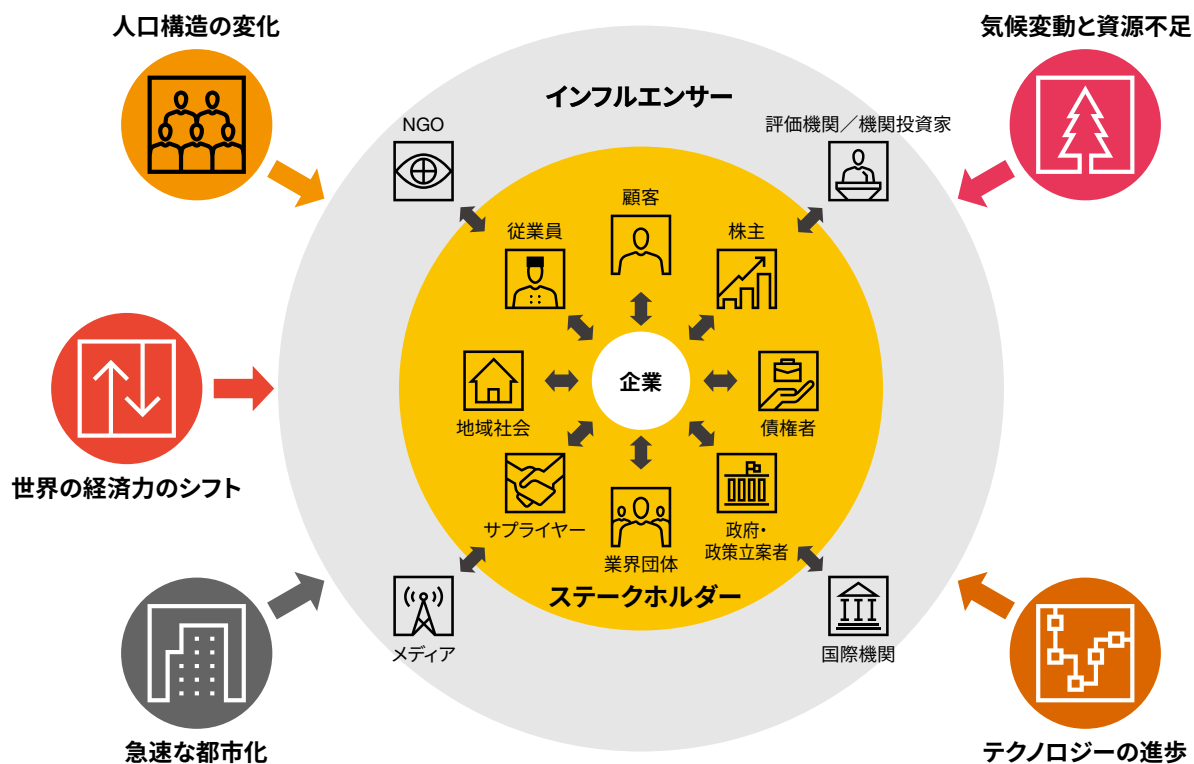 人口構造の変化
気候変動と資源不足
インフルエンサー
NGO
評価機関／機関投資家
顧客
従業員
株主
企業
地域社会
債権者
世界の経済力のシフト
サプライヤー
業界団体
政府・
政策立案者
ステークホルダー
メディア
国際機関
急速な都市化
テクノロジーの進歩